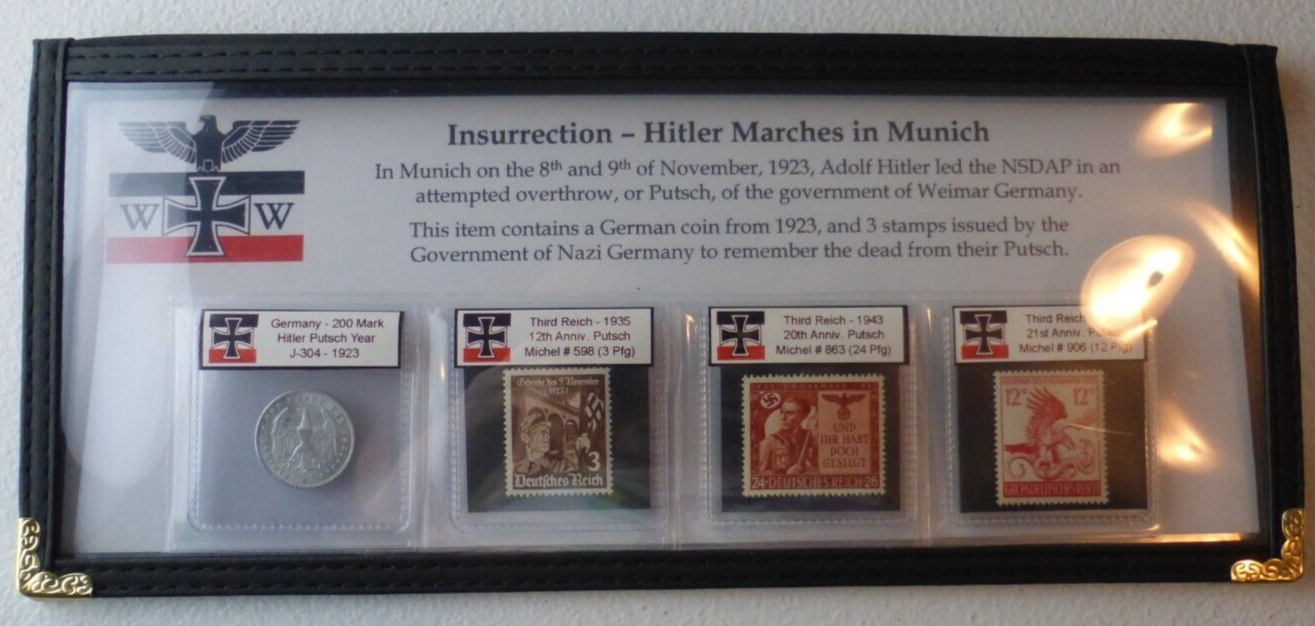 Insurrection – Hitler Marches in Munich
In Munich on the 8th and 9th of November, 1923, Adolf Hitler led the NSDAP in an
attempted overthrow, or Putsch, of the government of Weimar Germany.
This item contains a German coin from 1923, and 3 stamps issued by the
Government of Nazi Germany to remember the dead from their Putsch.
W W
Germany - 200 Mark
Hitler Putsch Year
J-304 - 1923
Third Reich - 1935
12th Anniv. Putsch
Michel # 598 (3 Pfg)
Third Reich - 1943
20th Anniv. Putsch
Michel # 863 (24 Pfg)
Third Reich
21st Anniv. Putsch
Michel # 906 (12 Pfg)
Gedenke des 9. November
1923!
3
Deutsches Reich
UND
IHR HABT
DOCH
GESIEGT
24 DEUTSCHES REICH 26
12 12
GROSSDEUTSCHES REICH